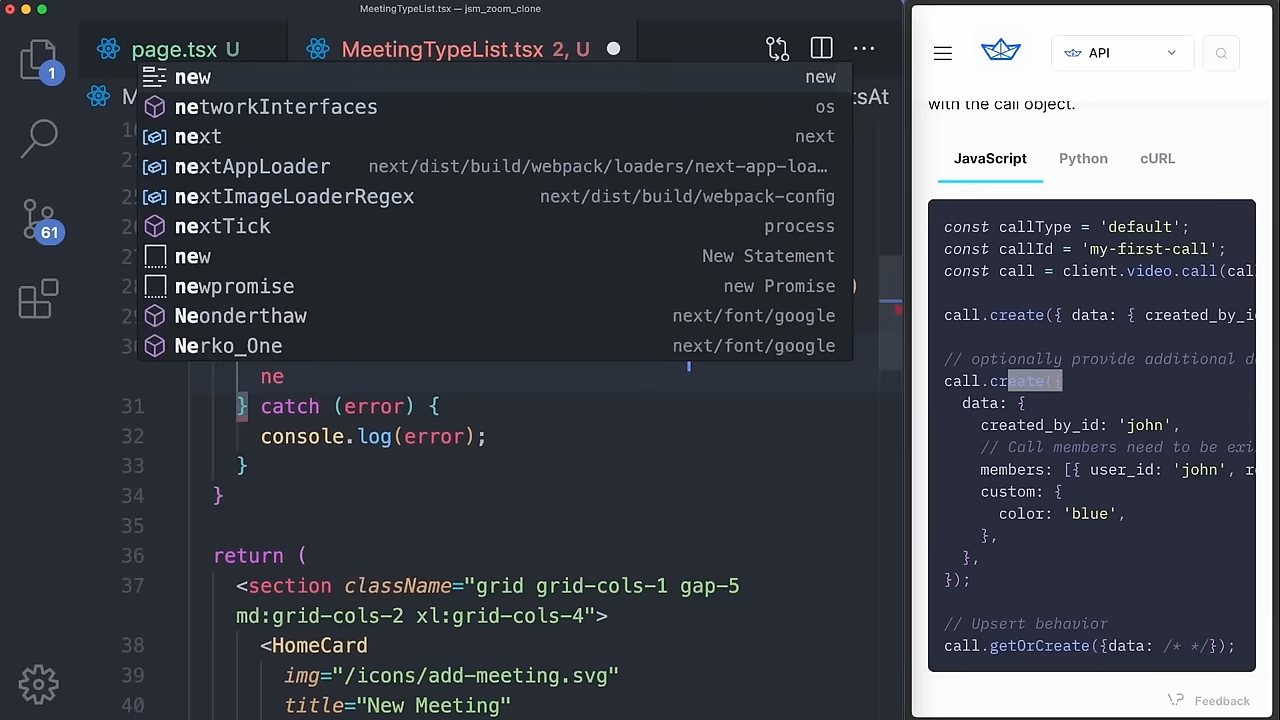 MeetingTypeList.tsx — jsm_zoom_clone
page.tsx U
MeetingTypeList.tsx 2, U
1
M
tsAt
new new
networkInterfaces os
next next
nextAppLoader next/dist/build/webpack/loaders/next-app-loa…
nextImageLoaderRegex next/dist/build/webpack-config
nextTick process
new New Statement
newpromise new Promise
Neonderthaw next/font/google
Nerko_One next/font/google
61
ne
31 } catch (error) {
32 console.log(error);
33 }
34 }
35
36 return (
37 <section className="grid grid-cols-1 gap-5
md:grid-cols-2 xl:grid-cols-4">
38 <HomeCard
39 img="/icons/add-meeting.svg"
40 title="New Meeting"
API
with the call object.
JavaScript Python cURL
const callType = 'default';
const callId = 'my-first-call';
const call = client.video.call(cal
call.create({ data: { created_by_i
// optionally provide additional d
call.create({
data: {
created_by_id: 'john',
// Call members need to be exi
members: [{ user_id: 'john', r
custom: {
color: 'blue',
},
},
});
// Upsert behavior
call.getOrCreate({data: /* */});
Feedback